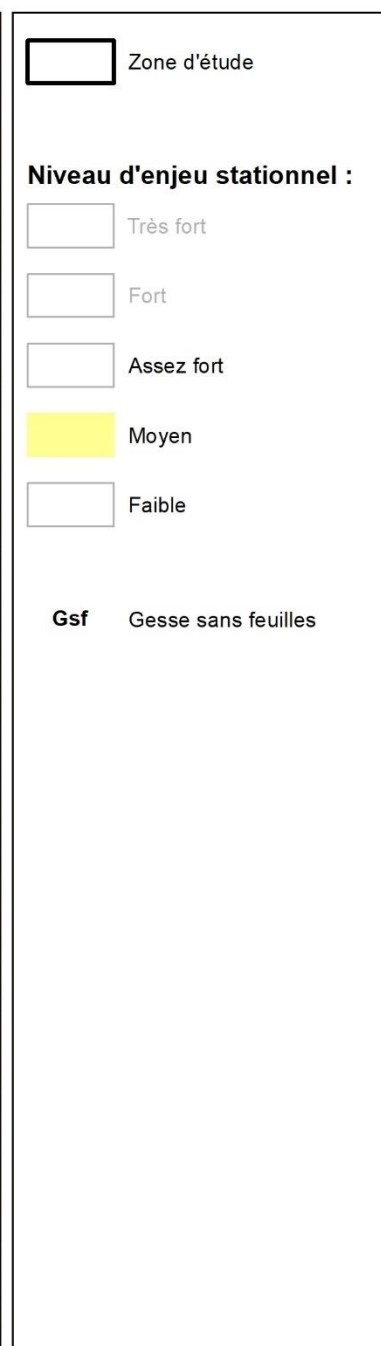 Zone d'étude
Niveau d'enjeu stationnel :
Très fort
Fort
Assez fort
Moyen
Faible
Gsf Gesse sans feuilles